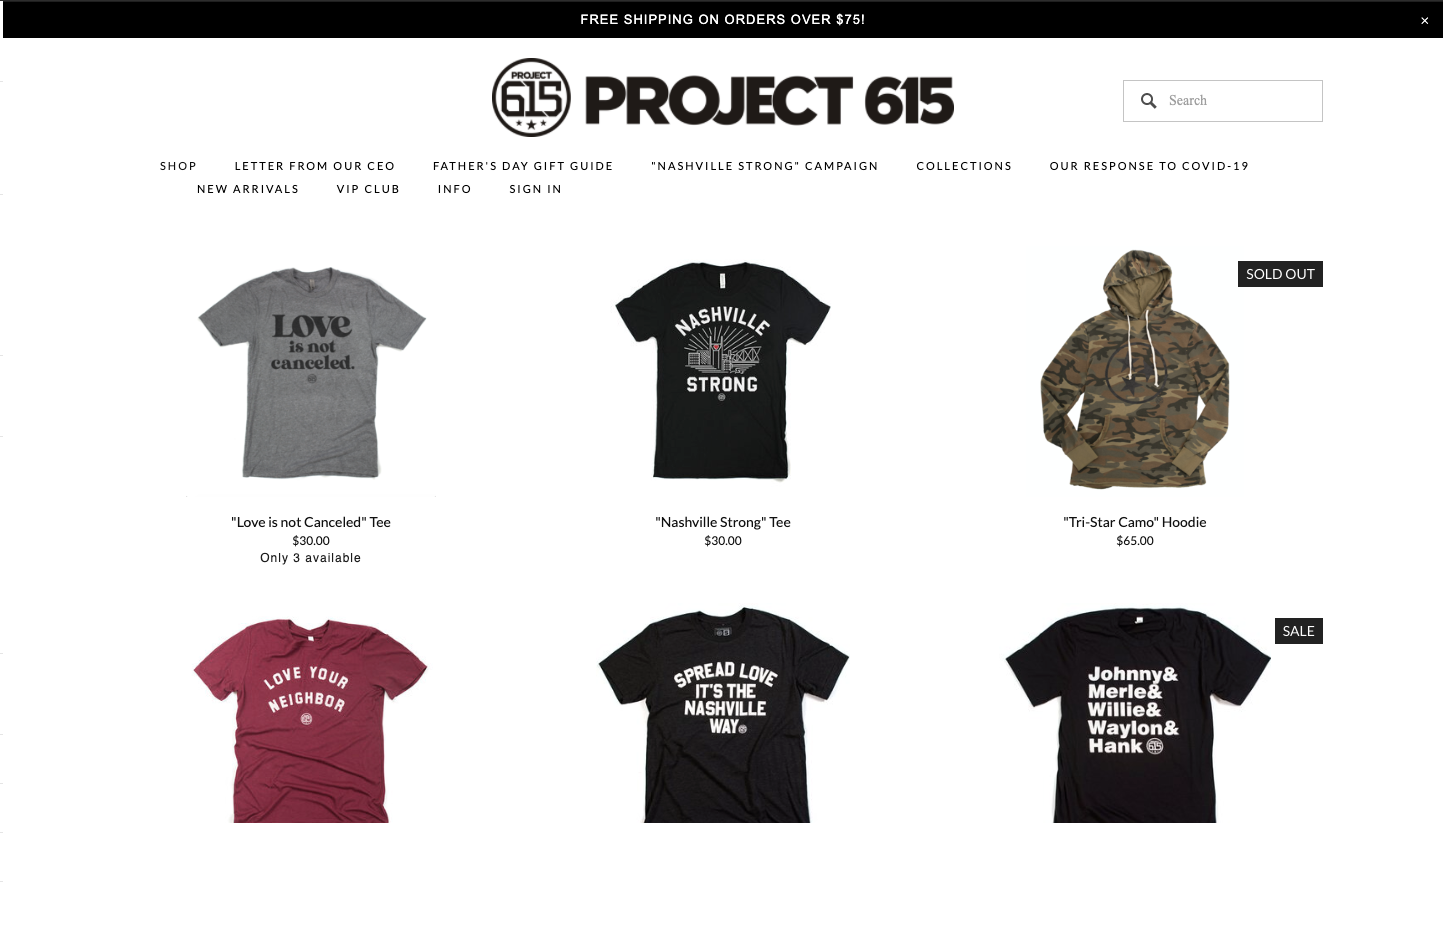 FREE SHIPPING ON ORDERS OVER $75!
×
PROJECT
615
PROJECT 615
Search
SHOP
LETTER FROM OUR CEO
FATHER'S DAY GIFT GUIDE
"NASHVILLE STRONG" CAMPAIGN
COLLECTIONS
OUR RESPONSE TO COVID-19
NEW ARRIVALS
VIP CLUB
INFO
SIGN IN
LOVE
is not
canceled.
NASHVILLE
STRONG
SOLD OUT
"Love is not Canceled" Tee
$30.00
Only 3 available
"Nashville Strong" Tee
$30.00
"Tri-Star Camo" Hoodie
$65.00
LOVE YOUR
NEIGHBOR
SPREAD LOVE
IT'S THE
NASHVILLE
WAY
SALE
Johnny&
Merle&
Willie&
Waylon&
Hank
615